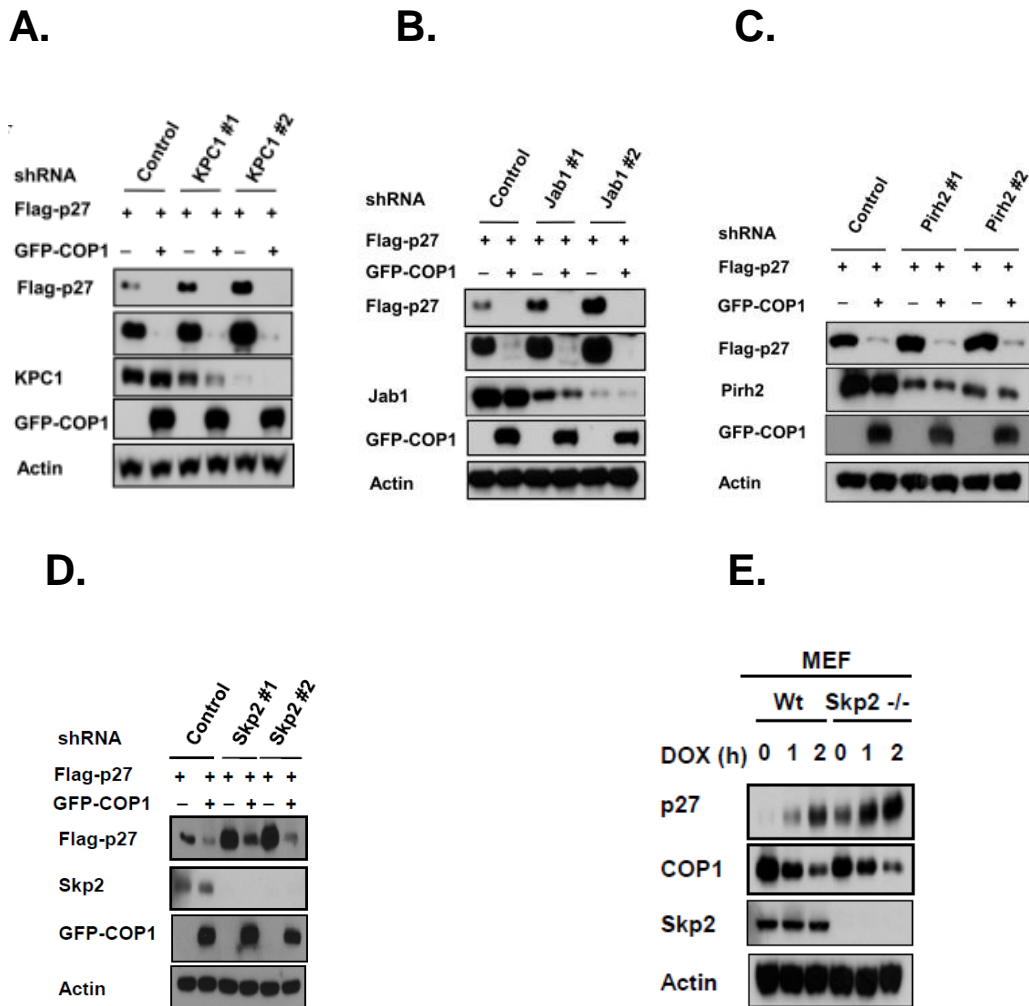 A.
shRNA
Control
KPC1 #1
KPC1 #2
Flag-p27
+ + + + + +
GFP-COP1
– + – + – +
Flag-p27
KPC1
GFP-COP1
Actin
B.
shRNA
Control
Jab1 #1
Jab1 #2
Flag-p27
+ + + + + +
GFP-COP1
– + – + – +
Flag-p27
Jab1
GFP-COP1
Actin
C.
shRNA
Control
Pirh2 #1
Pirh2 #2
Flag-p27
+ + + + + +
GFP-COP1
– + – + – +
Flag-p27
Pirh2
GFP-COP1
Actin
D.
shRNA
Control
Skp2 #1
Skp2 #2
Flag-p27
+ + + + + +
GFP-COP1
– + – + – +
Flag-p27
Skp2
GFP-COP1
Actin
E.
MEF
Wt Skp2 -/-
DOX (h) 0 1 2 0 1 2
p27
COP1
Skp2
Actin